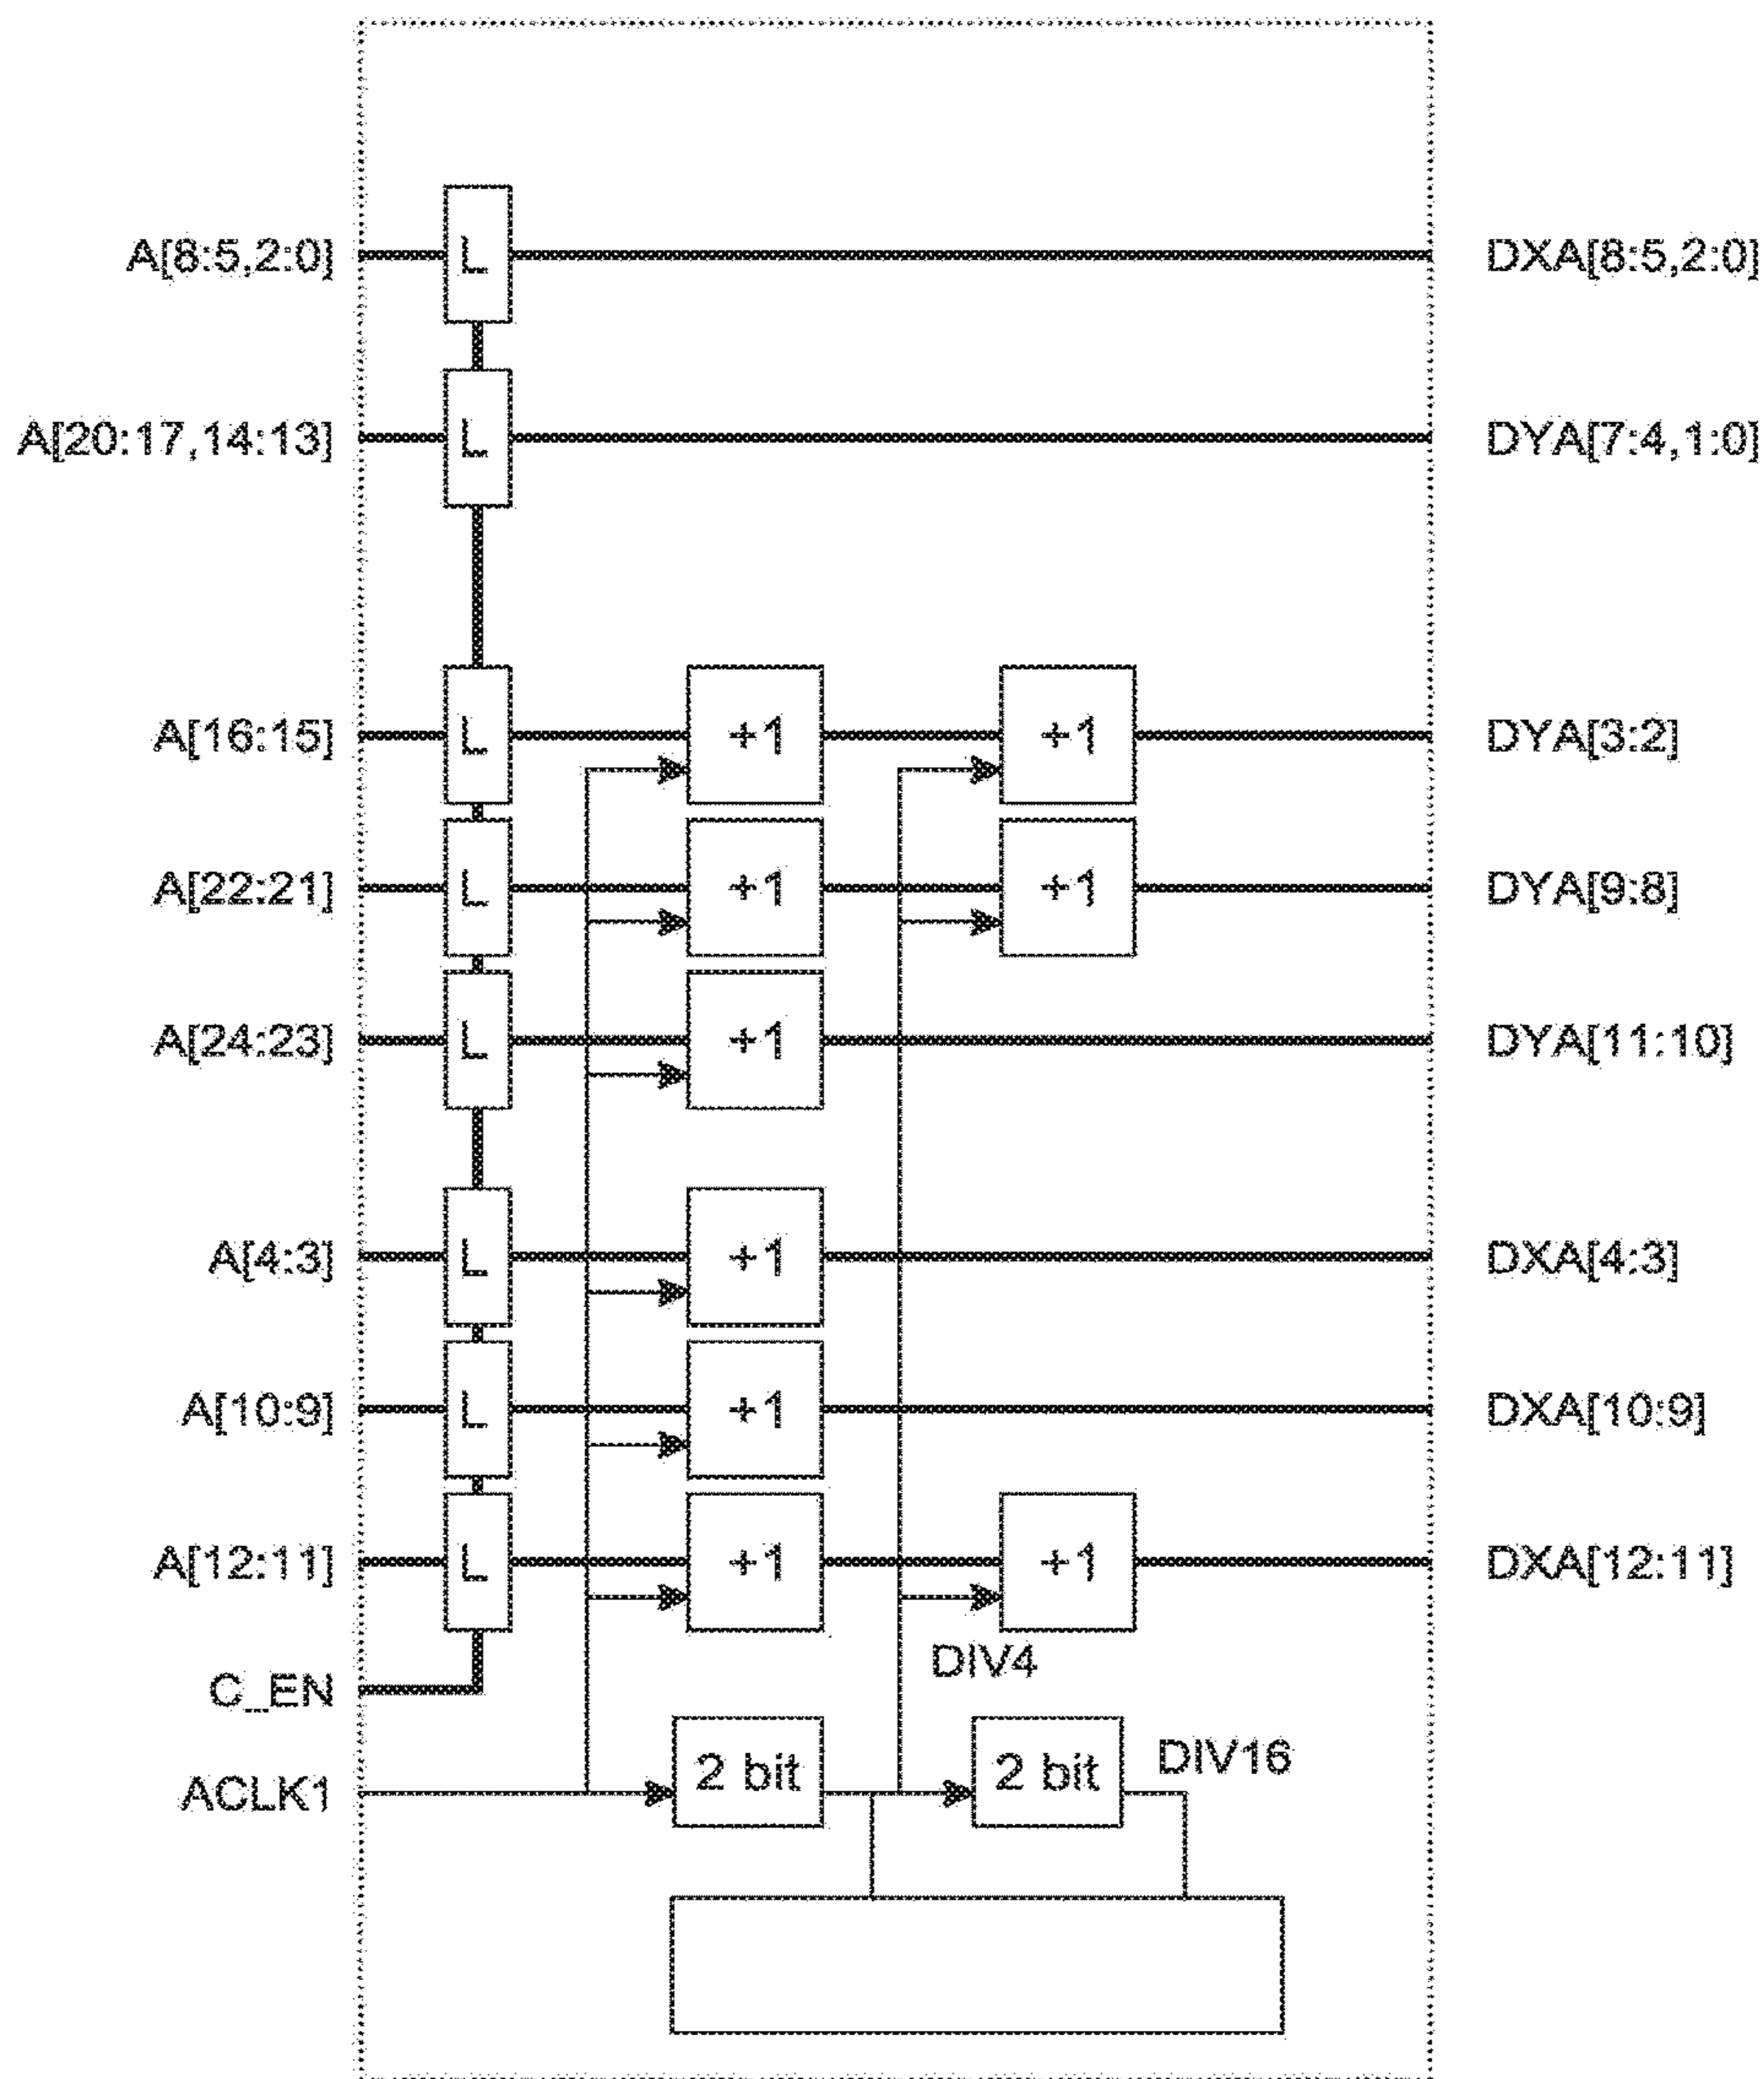 A[8:5,2:0] L DXA[8:5,2:0]
A[20:17,14:13] L DYA[7:4,1:0]
A[16:15] L +1 +1 DYA[3:2]
A[22:21] L +1 +1 DYA[9:8]
A[24:23] L +1 DYA[11:10]
A[4:3] L +1 DXA[4:3]
A[10:9] L +1 DXA[10:9]
A[12:11] L +1 +1 DXA[12:11]
DIV4
C_EN
2 bit 2 bit DIV16
ACLK1